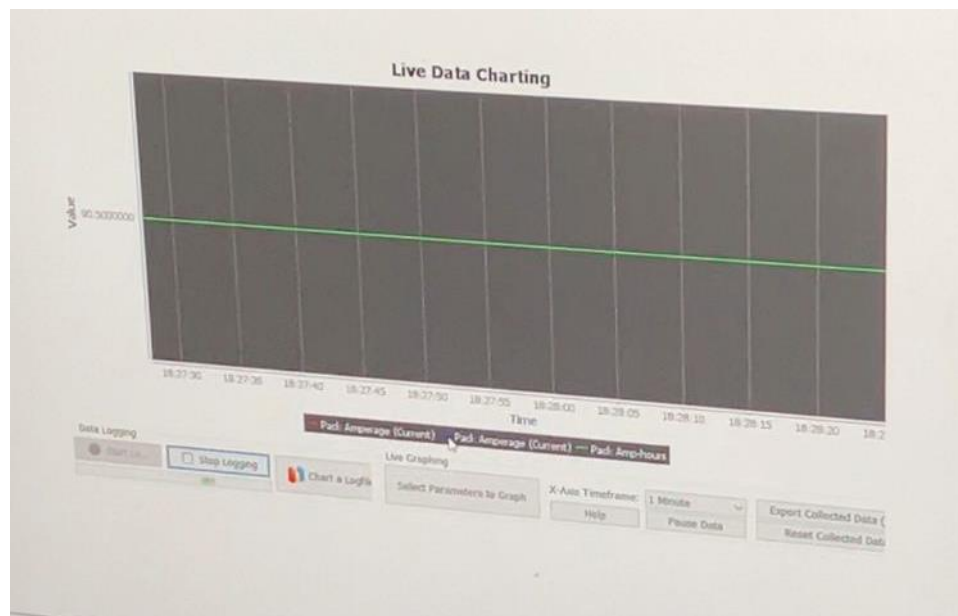 Live Data Charting
Value
90.5000000
18:27:30 18:27:35 18:27:40 18:27:45 18:27:50 18:27:55 18:28:00 18:28:05 18:28:10 18:28:15 18:28:20 18:2
Time
Pack Amperage (Current) Pack Amperage (Current) Pack Amp-hours
Data Logging
Live Graphing
Stop Logging
Chart a Logfile
Select Parameters to Graph
X-Axis Timeframe:
1 Minute
Export Collected Data (
Help
Pause Data
Reset Collected Data